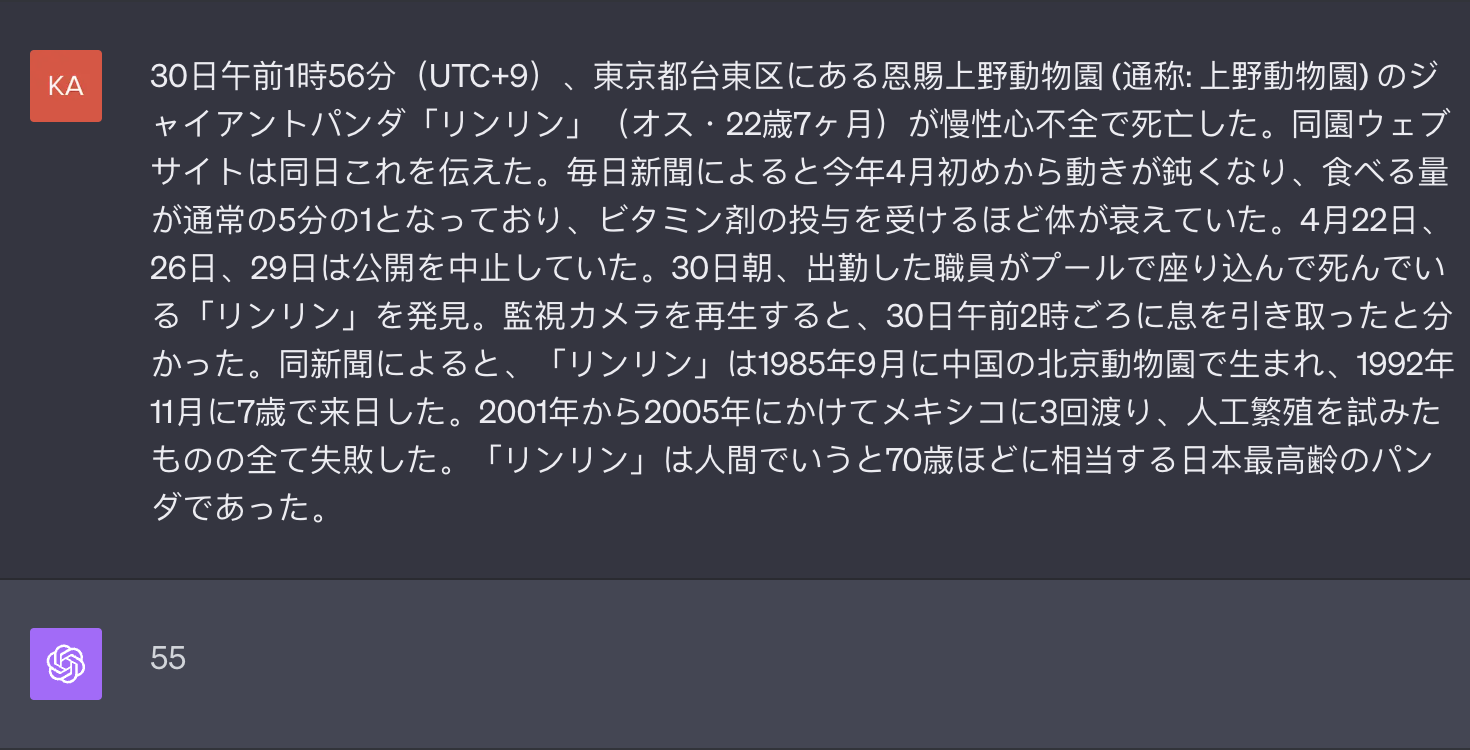 KA
30日午前1時56分（UTC+9）、東京都台東区にある恩賜上野動物園 (通称: 上野動物園) のジ
ャイアントパンダ「リンリン」（オス・22歳7ヶ月）が慢性心不全で死亡した。同園ウェブ
サイトは同日これを伝えた。毎日新聞によると今年4月初めから動きが鈍くなり、食べる量
が通常の5分の1となっており、ビタミン剤の投与を受けるほど体が衰えていた。4月22日、
26日、29日は公開を中止していた。30日朝、出勤した職員がプールで座り込んで死んでい
る「リンリン」を発見。監視カメラを再生すると、30日午前2時ごろに息を引き取ったと分
かった。同新聞によると、「リンリン」は1985年9月に中国の北京動物園で生まれ、1992年
11月に7歳で来日した。2001年から2005年にかけてメキシコに3回渡り、人工繁殖を試みた
ものの全て失敗した。「リンリン」は人間でいうと70歳ほどに相当する日本最高齢のパン
ダであった。
55